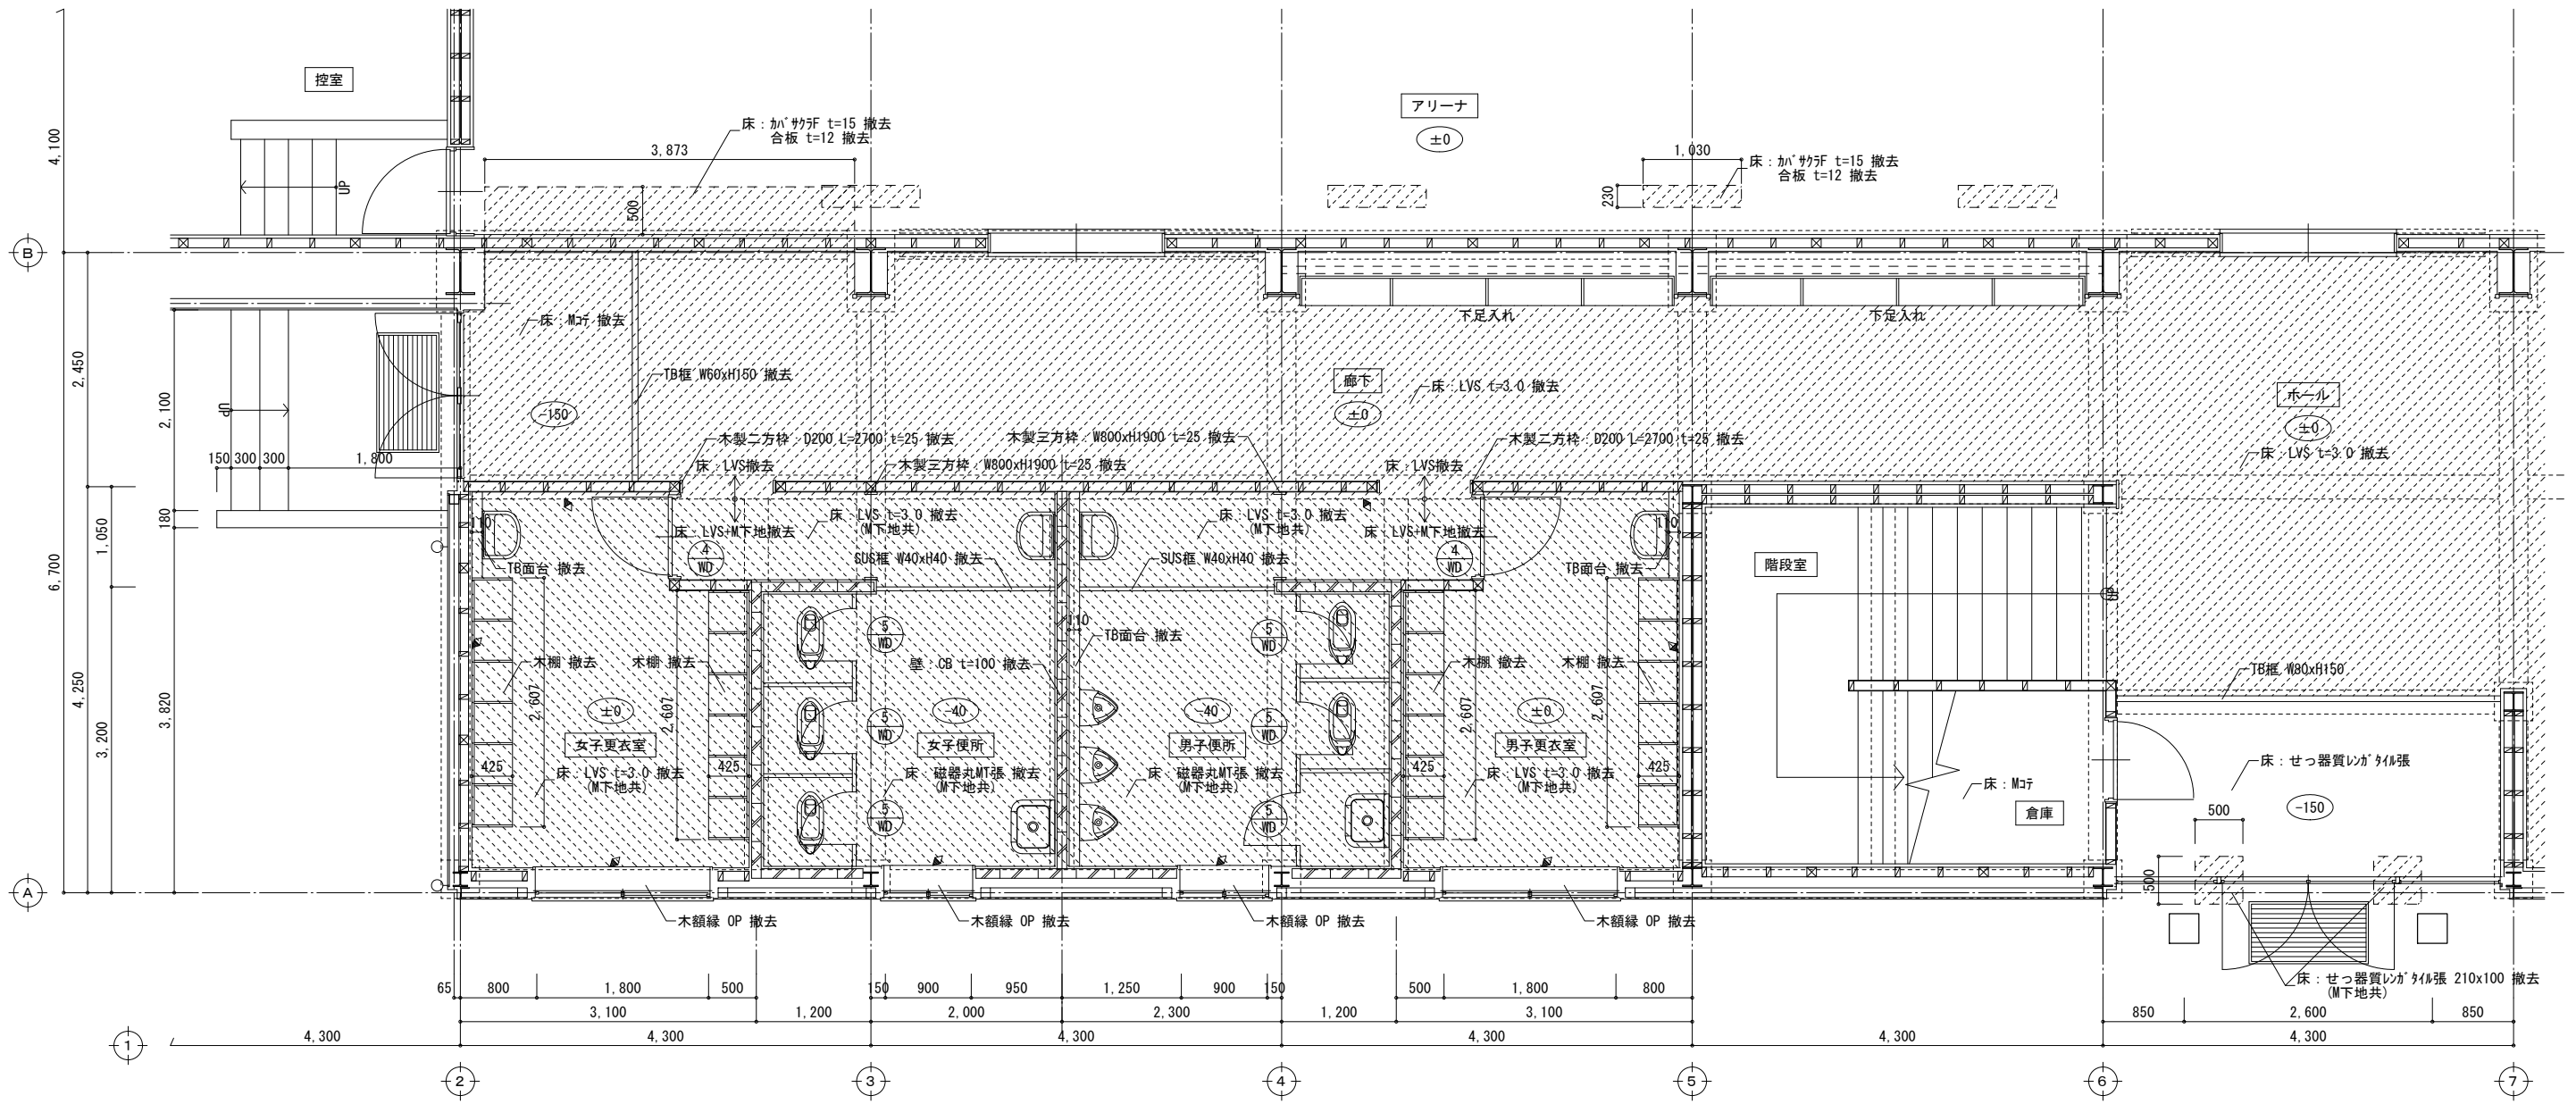 控室
アリーナ
±0
床：カバサクラF t=15 撤去
合板 t=12 撤去
3,873
500
1,030
床：カバサクラF t=15 撤去
合板 t=12 撤去
230
4,100
UP
B
下足入れ
下足入れ
床：Mコテ 撤去
TB框 W60xH150 撤去
廊下
±0
床：LVS t=3.0 撤去
ホール
±0
床：LVS t=3.0 撤去
-150
2,450
2,100
UP
150
300
300
1,800
木製二方枠：D200 L=2700 t=25 撤去
木製三方枠：W800xH1900 t=25 撤去
木製二方枠：D200 L=2700 t=25 撤去
床：LVS撤去
木製三方枠：W800xH1900 t=25 撤去
床：LVS撤去
180
1,050
6,700
110
床：LVS+M下地撤去
床：LVS t=3.0 撤去
(M下地共)
床：LVS t=3.0 撤去
(M下地共)
床：LVS+M下地撤去
110
4
WD
4
WD
SUS框 W40xH40 撤去
SUS框 W40xH40 撤去
TB面台 撤去
TB面台 撤去
階段室
UP
5
WD
5
WD
110
TB面台 撤去
木棚 撤去
木棚 撤去
壁：CB t=100 撤去
木棚 撤去
木棚 撤去
TB框 W80xH150
4,250
3,200
3,820
2,607
2,607
2,607
2,607
±0
-40
-40
±0
5
WD
5
WD
女子更衣室
女子便所
男子便所
男子更衣室
425
425
425
425
床：LVS t=3.0 撤去
(M下地共)
床：磁器丸MT張 撤去
(M下地共)
床：磁器丸MT張 撤去
(M下地共)
床：LVS t=3.0 撤去
(M下地共)
5
WD
5
WD
床：Mコテ
倉庫
床：せっ器質レンガタイル張
-150
500
500
A
木額縁 OP 撤去
木額縁 OP 撤去
木額縁 OP 撤去
木額縁 OP 撤去
床：せっ器質レンガタイル張 210x100 撤去
(M下地共)
65
800
1,800
500
150
900
950
1,250
900
150
500
1,800
800
3,100
1,200
2,000
2,300
1,200
3,100
850
2,600
850
1
4,300
4,300
4,300
4,300
4,300
4,300
2
3
4
5
6
7